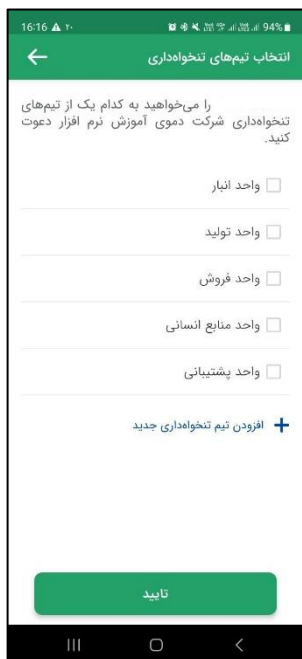 16:16
94%
انتخاب تیم‌های تنخواه‌داری
را می‌خواهید به کدام یک از تیم‌های
تنخواه‌داری شرکت دموی آموزش نرم افزار دعوت
کنید.
واحد انبار
واحد تولید
واحد فروش
واحد منابع انسانی
واحد پشتیبانی
افزودن تیم تنخواه‌داری جدید
تایید